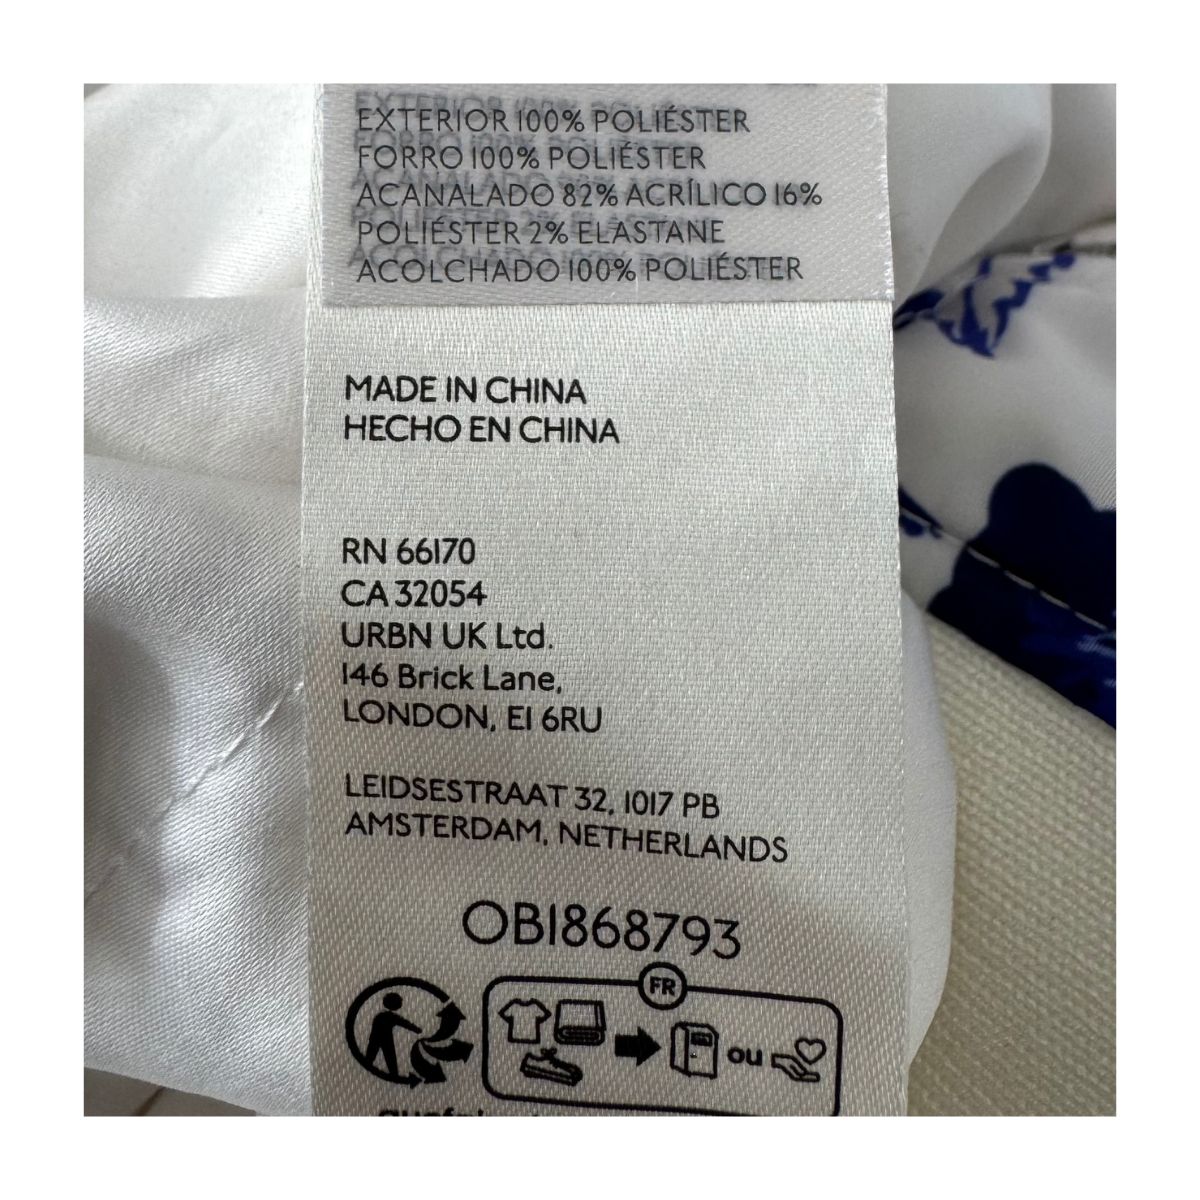 EXTERIOR 100% POLIÉSTER
FORRO 100% POLIÉSTER
ACANALADO 82% ACRÍLICO 16%
POLIÉSTER 2% ELASTANE
ACOLCHADO 100% POLIÉSTER
MADE IN CHINA
HECHO EN CHINA
RN 66170
CA 32054
URBN UK Ltd.
146 Brick Lane,
LONDON, E1 6RU
LEIDSESTRAAT 32, 1017 PB
AMSTERDAM, NETHERLANDS
OB1868793
FR
ou